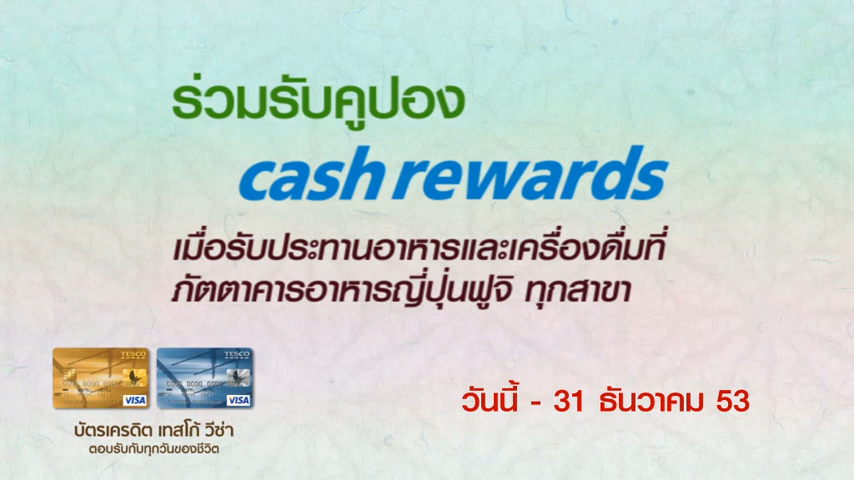 ร่วมรับคูปอง
cash rewards
เมื่อรับประทานอาหารและเครื่องดื่มที่
ภัตตาคารอาหารญี่ปุ่นฟูจิ ทุกสาขา
TESCO TESCO
VISA VISA
วันนี้ - 31 ธันวาคม 53
บัตรเครดิต เทสโก้ วีซ่า
ตอบรับกับทุกวันของชีวิต